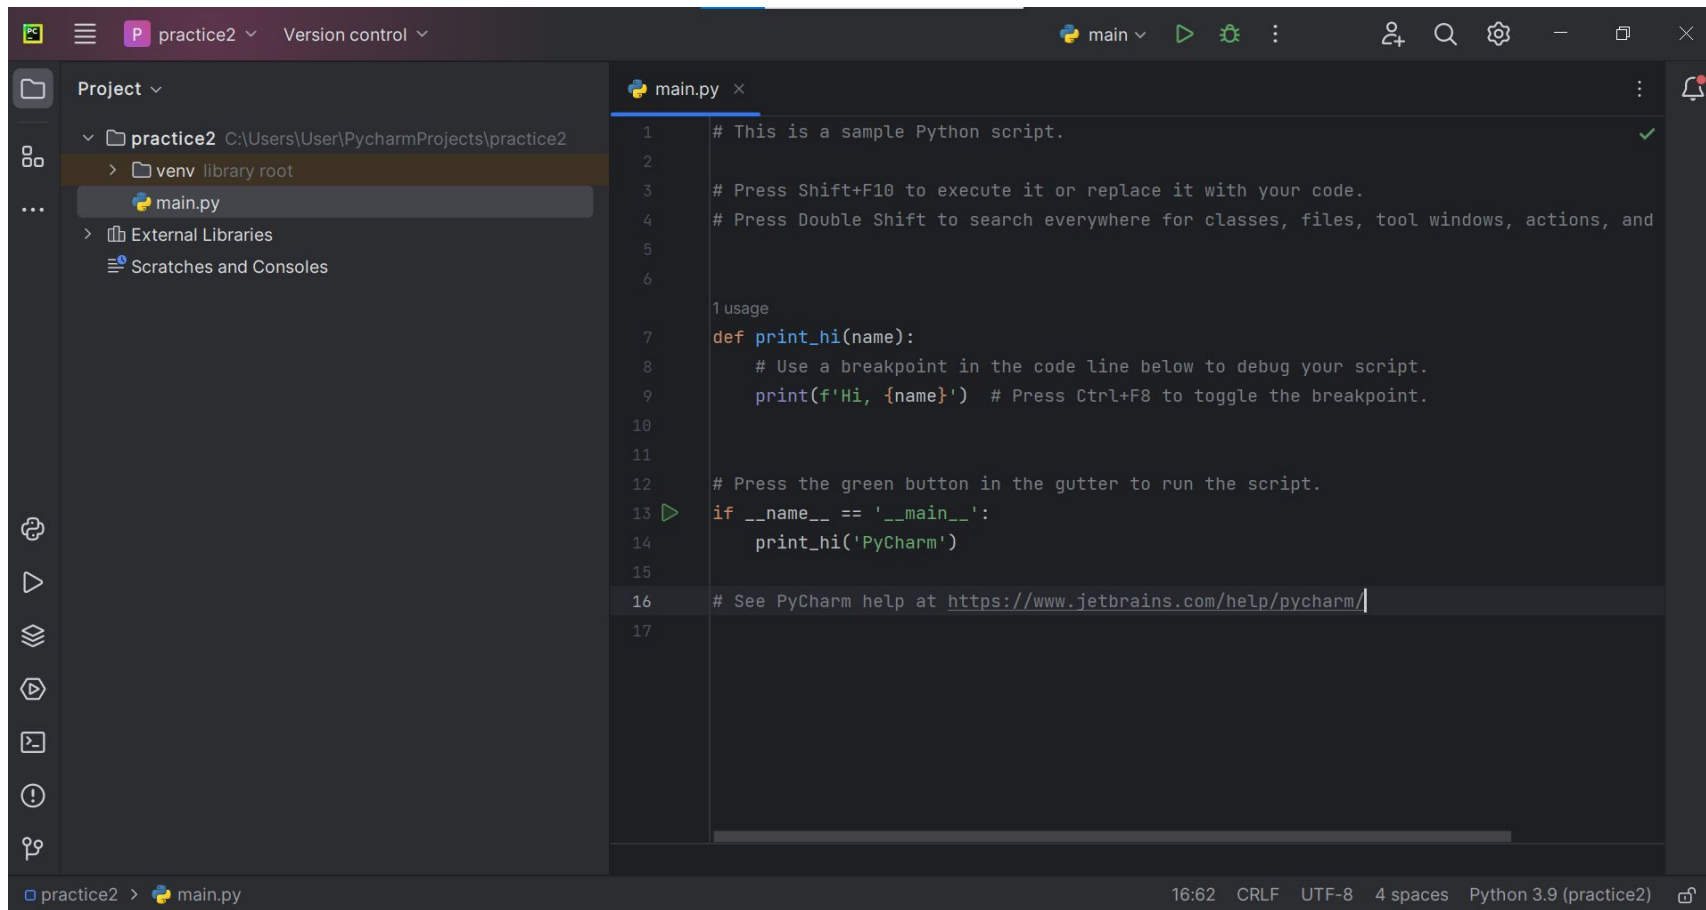 PC
P practice2 Version control main
Project
main.py
practice2 C:\Users\User\PycharmProjects\practice2
venv library root
main.py
External Libraries
Scratches and Consoles
1 # This is a sample Python script.
2
3 # Press Shift+F10 to execute it or replace it with your code.
4 # Press Double Shift to search everywhere for classes, files, tool windows, actions, and
5
6
1 usage
7 def print_hi(name):
8 # Use a breakpoint in the code line below to debug your script.
9 print(f'Hi, {name}') # Press Ctrl+F8 to toggle the breakpoint.
10
11
12 # Press the green button in the gutter to run the script.
13 if __name__ == '__main__':
14 print_hi('PyCharm')
15
16 # See PyCharm help at https://www.jetbrains.com/help/pycharm/
17
practice2 > main.py 16:62 CRLF UTF-8 4 spaces Python 3.9 (practice2)